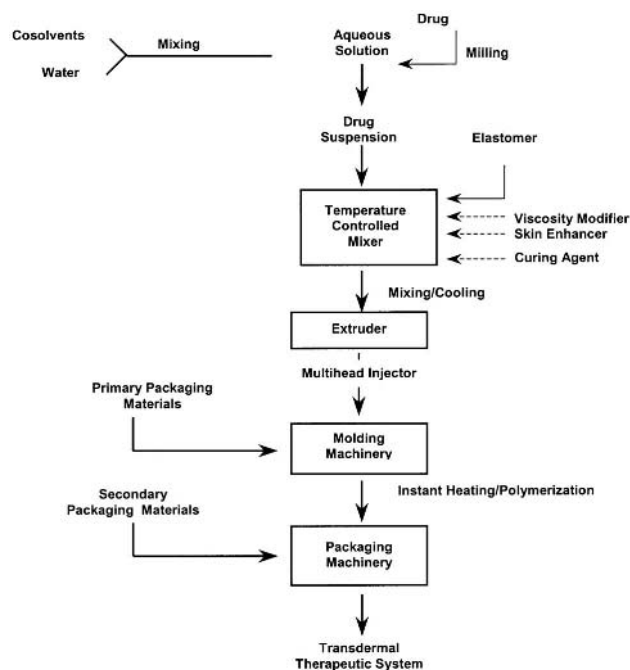 Cosolvents
Water
Mixing
Aqueous
Solution
Drug
Milling
Drug
Suspension
Elastomer
Temperature
Controlled
Mixer
Viscosity Modifier
Skin Enhancer
Curing Agent
Mixing/Cooling
Extruder
Multihead Injector
Primary Packaging
Materials
Molding
Machinery
Instant Heating/Polymerization
Secondary
Packaging Materials
Packaging
Machinery
Transdermal
Therapeutic System